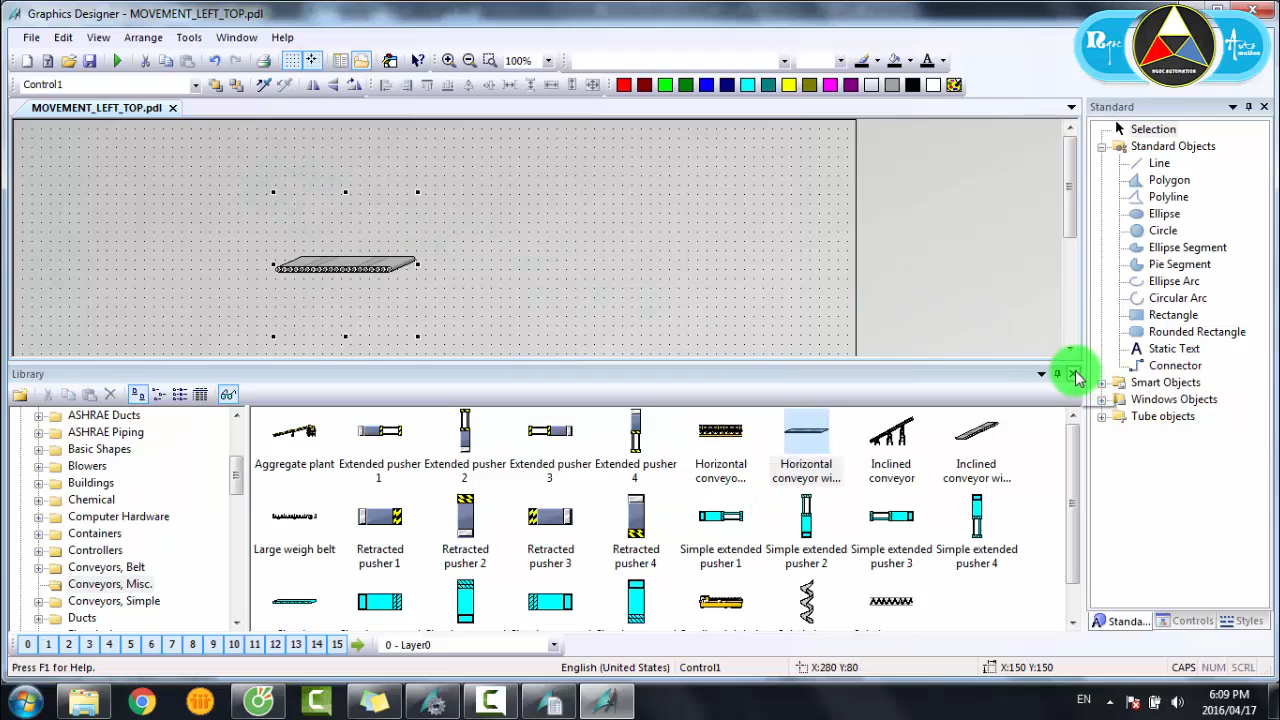 Graphics Designer - MOVEMENT_LEFT_TOP.pdl
File Edit View Arrange Tools Window Help
Ngọc Automation
NGOC AUTOMATION
100%
Control1
MOVEMENT_LEFT_TOP.pdl
Standard
Selection
Standard Objects
Line
Polygon
Polyline
Ellipse
Circle
Ellipse Segment
Pie Segment
Ellipse Arc
Circular Arc
Rectangle
Rounded Rectangle
A Static Text
Connector
Smart Objects
Windows Objects
Tube objects
Library
ASHRAE Ducts
ASHRAE Piping
Basic Shapes
Blowers
Buildings
Chemical
Computer Hardware
Containers
Controllers
Conveyors, Belt
Conveyors, Misc.
Conveyors, Simple
Ducts
Aggregate plant
Extended pusher 1
Extended pusher 2
Extended pusher 3
Extended pusher 4
Horizontal conveyo...
Horizontal conveyor wi...
Inclined conveyor
Inclined conveyor wi...
Large weigh belt
Retracted pusher 1
Retracted pusher 2
Retracted pusher 3
Retracted pusher 4
Simple extended pusher 1
Simple extended pusher 2
Simple extended pusher 3
Simple extended pusher 4
Standa... Controls Styles
0 1 2 3 4 5 6 7 8 9 10 11 12 13 14 15 0 - Layer0
Press F1 for Help. English (United States) Control1 X:280 Y:80 X:150 Y:150 CAPS NUM SCRL
EN 6:09 PM
2016/04/17